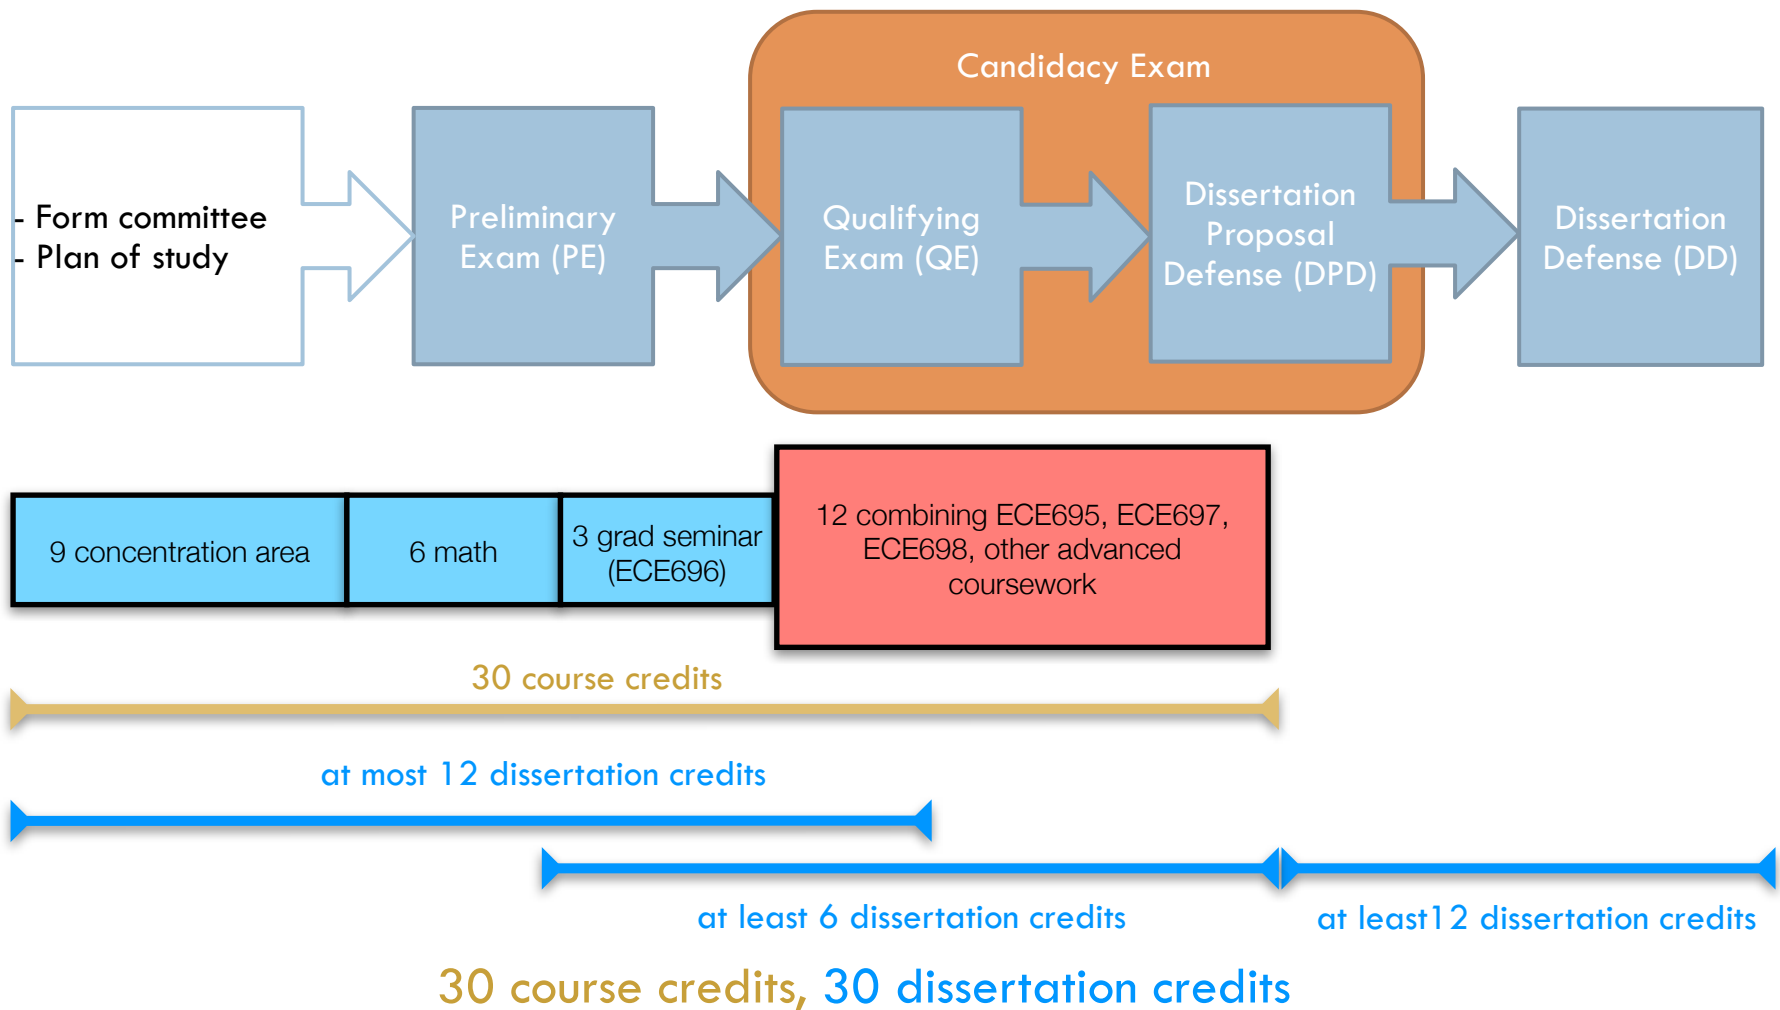 Candidacy Exam
- Form committee
- Plan of study
Preliminary
Exam (PE)
Qualifying
Exam (QE)
Dissertation
Proposal
Defense (DPD)
Dissertation
Defense (DD)
9 concentration area
6 math
3 grad seminar
(ECE696)
12 combining ECE695, ECE697,
ECE698, other advanced
coursework
30 course credits
at most 12 dissertation credits
at least 6 dissertation credits
at least12 dissertation credits
30 course credits, 30 dissertation credits